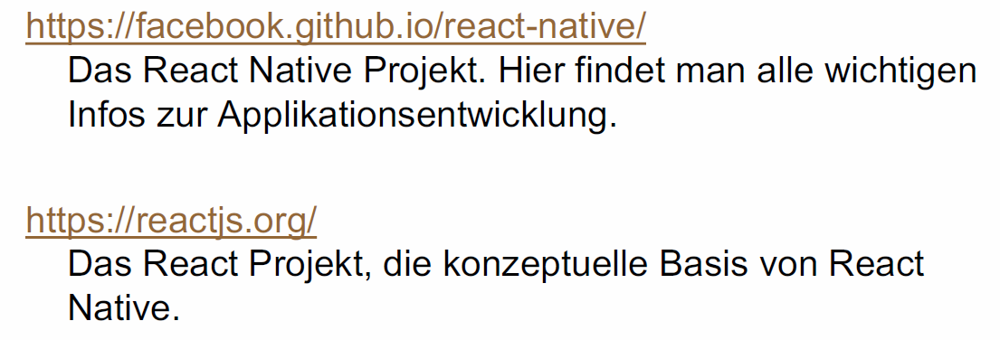 https://facebook.github.io/react-native/
Das React Native Projekt. Hier findet man alle wichtigen
Infos zur Applikationsentwicklung.
https://reactjs.org/
Das React Projekt, die konzeptuelle Basis von React
Native.